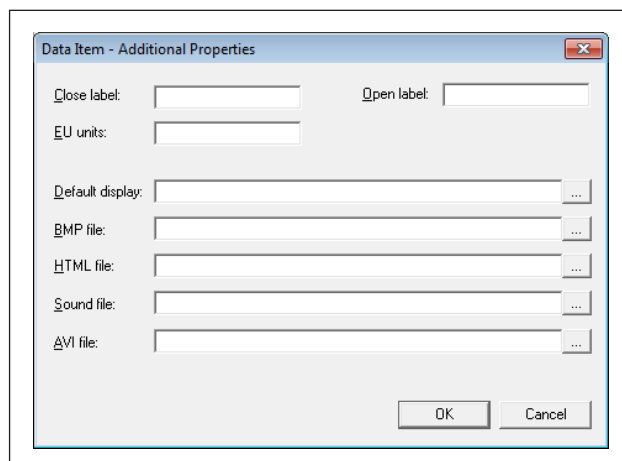 Data Item - Additional Properties
Close label:
Open label:
EU units:
Default display:
...
BMP file:
...
HTML file:
...
Sound file:
...
AVI file:
...
OK
Cancel